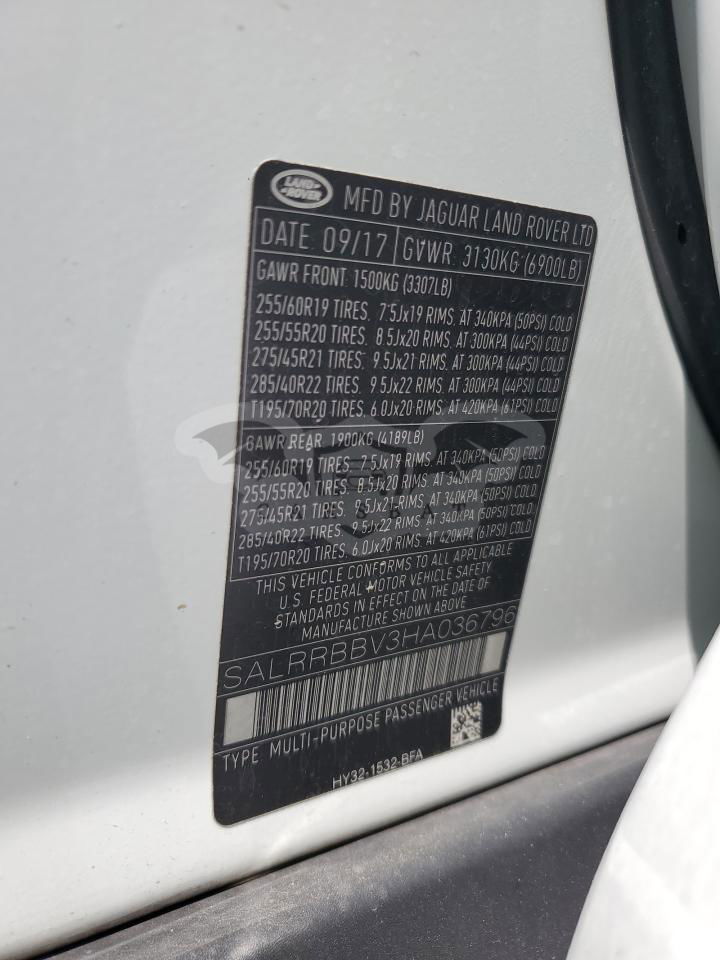 LAND
ROVER
MFD BY JAGUAR LAND ROVER LTD
DATE 09/17 GVWR 3130KG (6900LB)
GAWR FRONT 1500KG (3307LB)
255/60R19 TIRES, 7.5Jx19 RIMS, AT 340KPA (50PSI) COLD
255/55R20 TIRES, 8.5Jx20 RIMS, AT 300KPA (44PSI) COLD
275/45R21 TIRES, 9.5Jx21 RIMS, AT 300KPA (44PSI) COLD
285/40R22 TIRES, 9.5Jx22 RIMS, AT 300KPA (44PSI) COLD
T195/70R20 TIRES, 6.0Jx20 RIMS, AT 420KPA (61PSI) COLD
GAWR REAR 1900KG (4189LB)
255/60R19 TIRES, 7.5Jx19 RIMS, AT 340KPA (50PSI) COLD
255/55R20 TIRES, 8.5Jx20 RIMS, AT 340KPA (50PSI) COLD
275/45R21 TIRES, 9.5Jx21 RIMS, AT 340KPA (50PSI) COLD
285/40R22 TIRES, 9.5Jx22 RIMS, AT 340KPA (50PSI) COLD
T195/70R20 TIRES, 6.0Jx20 RIMS, AT 420KPA (61PSI) COLD
THIS VEHICLE CONFORMS TO ALL APPLICABLE
U.S. FEDERAL MOTOR VEHICLE SAFETY
STANDARDS IN EFFECT ON THE DATE OF
MANUFACTURE SHOWN ABOVE
SALRRBBV3HA036796
TYPE MULTI-PURPOSE PASSENGER VEHICLE
HY32-1532-BFA